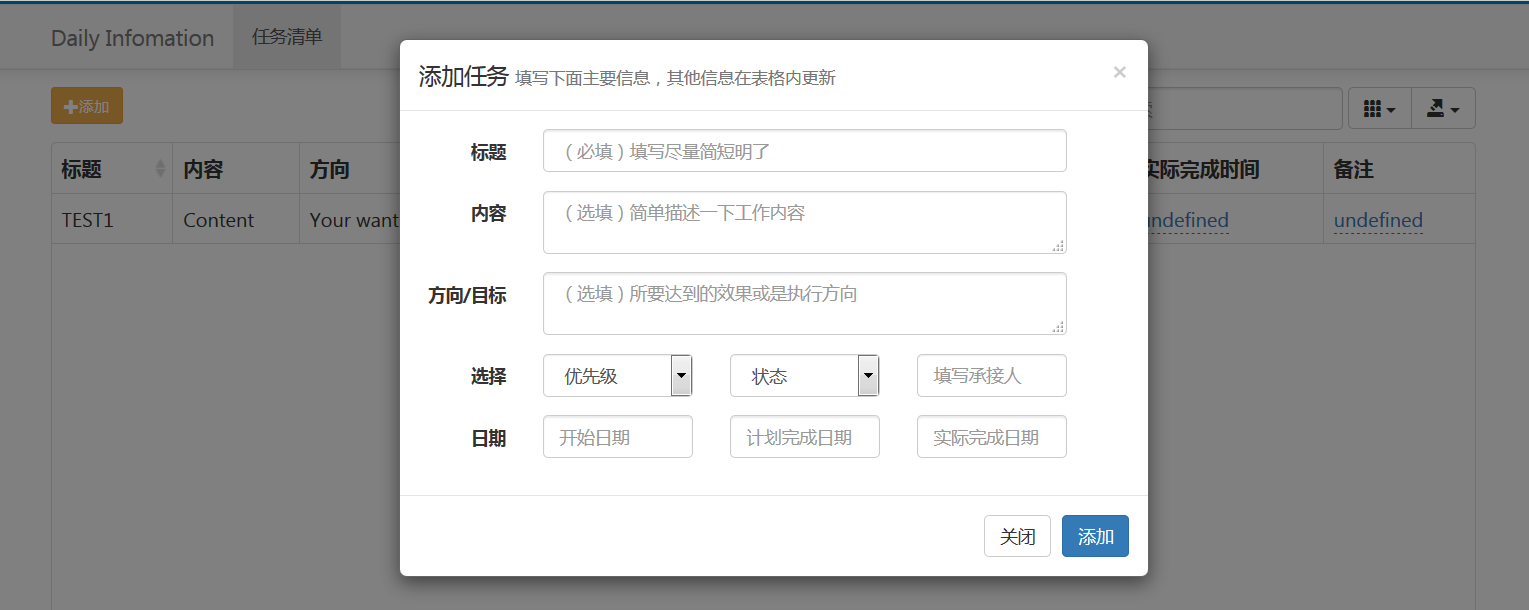 Daily Infomation 任务清单
添加
标题 内容 方向 实际完成时间 备注
TEST1 Content Your want undefined undefined
添加任务 填写下面主要信息，其他信息在表格内更新 ×
标题 （必填）填写尽量简短明了
内容 （选填）简单描述一下工作内容
方向/目标 （选填）所要达到的效果或是执行方向
选择 优先级 状态 填写承接人
日期 开始日期 计划完成日期 实际完成日期
关闭 添加